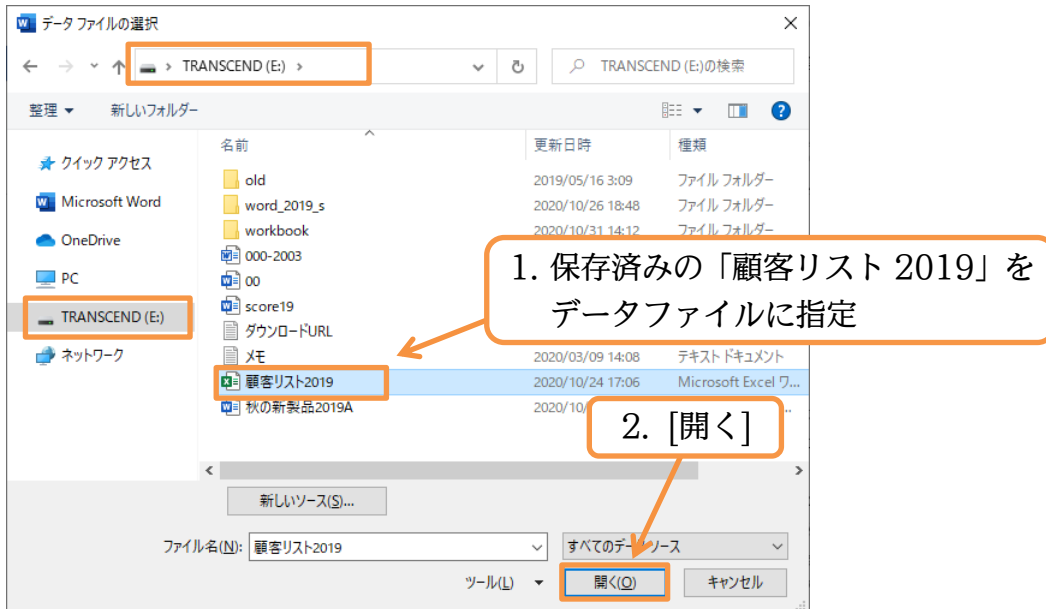 データ ファイルの選択
TRANSCEND (E:)
TRANSCEND (E:)の検索
整理 新しいフォルダー
名前 更新日時 種類
クイック アクセス
Microsoft Word
OneDrive
PC
TRANSCEND (E:)
ネットワーク
old 2019/05/16 3:09 ファイル フォルダー
word_2019_s 2020/10/26 18:48 ファイル フォルダー
workbook 2020/10/31 14:12 ファイル フォルダー
000-2003
00
score19
ダウンロードURL
メモ 2020/03/09 14:08 テキスト ドキュメント
顧客リスト2019 2020/10/24 17:06 Microsoft Excel ワ...
秋の新製品2019A 2020/10/
1. 保存済みの「顧客リスト 2019」を
データファイルに指定
2. [開く]
新しいソース(S)...
ファイル名(N): 顧客リスト2019 すべてのデータ ソース
ツール(L) 開く(O) キャンセル